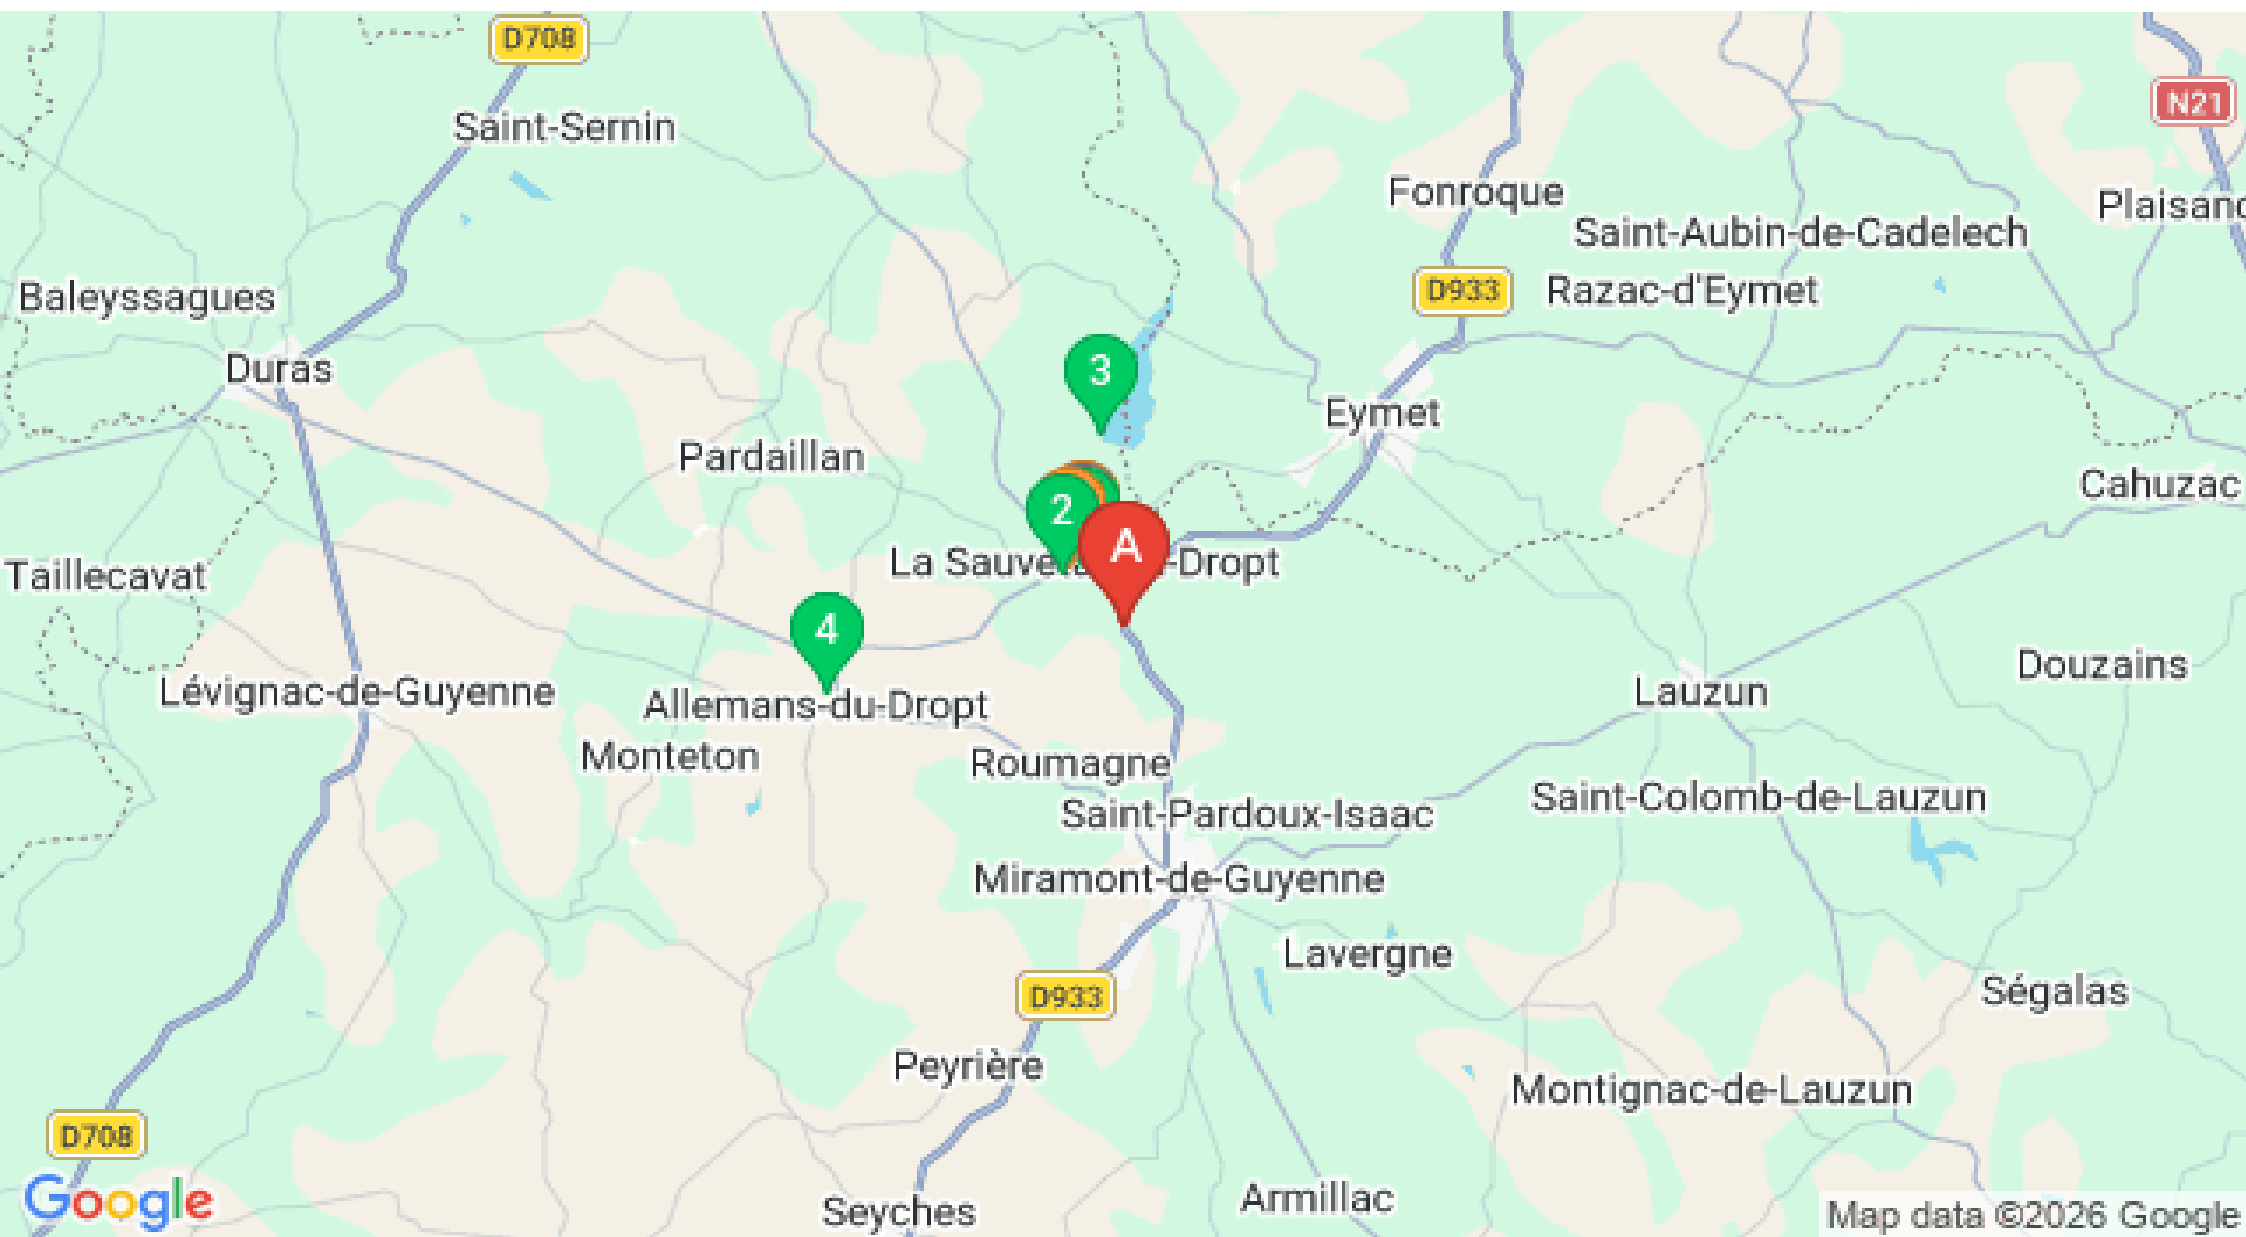 D708
Saint-Sernin
N21
Fonroque
Plaisanc
Saint-Aubin-de-Cadelech
D933
Razac-d'Eymet
Baleyssagues
Duras
3
Eymet
Pardaillan
Cahuzac
2
A
La Sauve -Dropt
Taillecavat
4
Douzains
Lévignac-de-Guyenne
Lauzun
Allemans-du-Dropt
Monteton
Roumagne
Saint-Colomb-de-Lauzun
Saint-Pardoux-Isaac
Miramont-de-Guyenne
Lavergne
D933
Ségalas
Peyrière
Montignac-de-Lauzun
D708
Google
Seyches
Armillac
Map data ©2026 Google